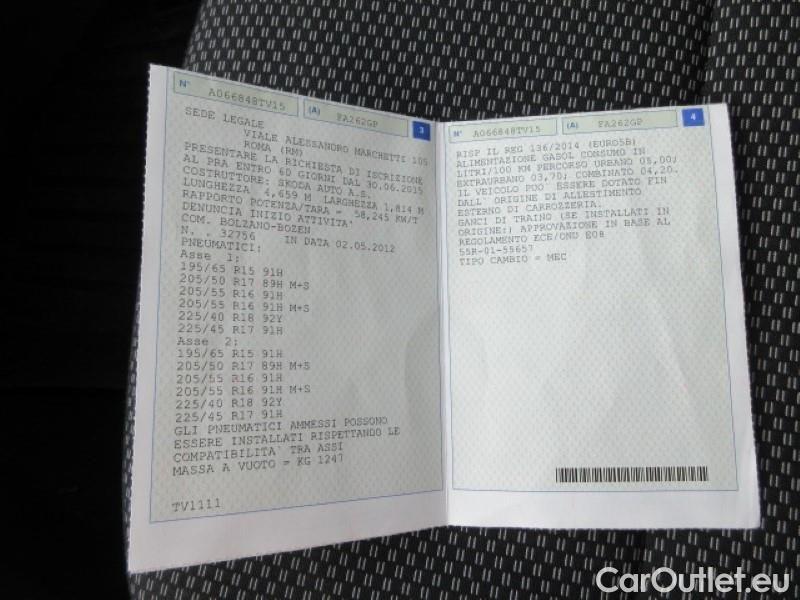 N° A066848TV15 (A) FA262GP 3
SEDE LEGALE
VIALE ALESSANDRO MARCHETTI 105
ROMA (RM)
PRESENTARE LA RICHIESTA DI ISCRIZIONE
AL PRA ENTRO 60 GIORNI DAL 30.06.2015
COSTRUTTORE: SKODA AUTO A.S.
LUNGHEZZA 4,659 M LARGHEZZA 1,814 M
RAPPORTO POTENZA/TARA = 58,245 KW/T
DENUNCIA INIZIO ATTIVITA'
COM. BOLZANO-BOZEN
N. . 32756 IN DATA 02.05.2012
PNEUMATICI:
Asse 1:
195/65 R15 91H
205/50 R17 89H M+S
205/55 R16 91H
205/55 R16 91H M+S
225/40 R18 92Y
225/45 R17 91H
Asse 2:
195/65 R15 91H
205/50 R17 89H M+S
205/55 R16 91H
205/55 R16 91H M+S
225/40 R18 92Y
225/45 R17 91H
GLI PNEUMATICI AMMESSI POSSONO
ESSERE INSTALLATI RISPETTANDO LE
COMPATIBILITA' TRA ASSI
MASSA A VUOTO = KG 1247
TV1111
N° A066848TV15 (A) FA262GP 4
RISP IL REG 136/2014 (EURO5B)
ALIMENTAZIONE GASOL CONSUMO IN
LITRI/100 KM PERCORSO URBANO 05,00;
EXTRAURBANO 03,70; COMBINATO 04,20.
IL VEICOLO PUO' ESSERE DOTATO FIN
DALL' ORIGINE DI ALLESTIMENTO
ESTERNO DI CARROZZERIA.
GANCI DI TRAINO (SE INSTALLATI IN
ORIGINE:) APPROVAZIONE IN BASE AL
REGOLAMENTO ECE/ONU E08
55R-01-55657
TIPO CAMBIO = MEC
CarOutlet.eu